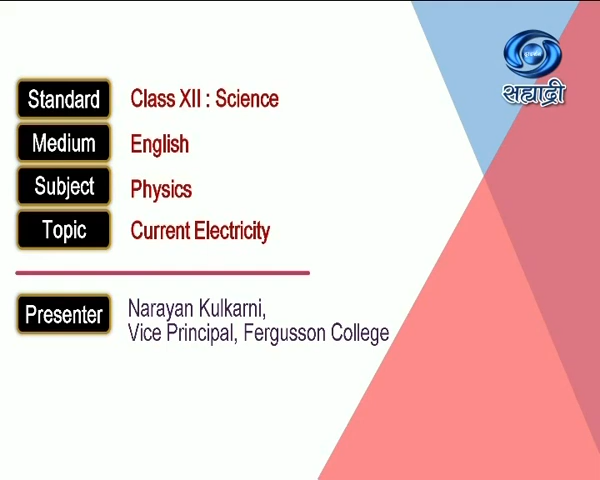 सह्याद्री
Standard Class XII : Science
Medium English
Subject Physics
Topic Current Electricity
Presenter Narayan Kulkarni,
Vice Principal, Fergusson College